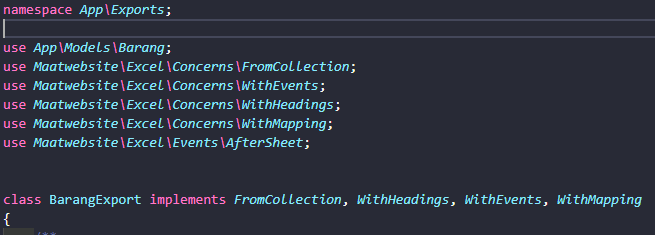 namespace App\Exports;
use App\Models\Barang;
use Maatwebsite\Excel\Concerns\FromCollection;
use Maatwebsite\Excel\Concerns\WithEvents;
use Maatwebsite\Excel\Concerns\WithHeadings;
use Maatwebsite\Excel\Concerns\WithMapping;
use Maatwebsite\Excel\Events\AfterSheet;
class BarangExport implements FromCollection, WithHeadings, WithEvents, WithMapping
{
/**